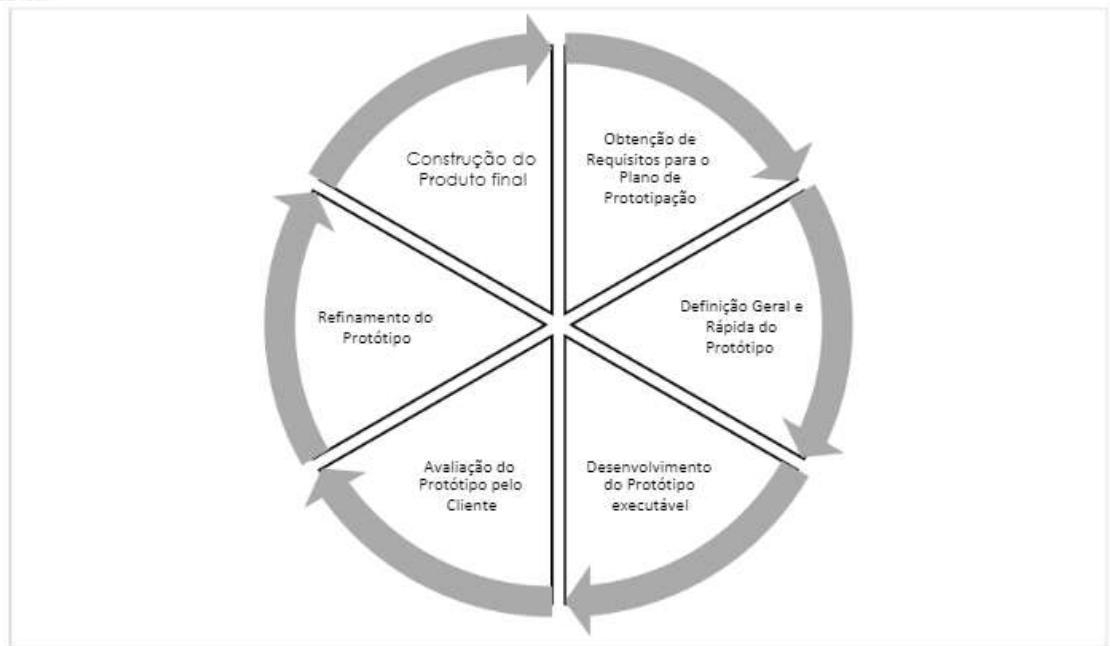 Obtenção de
Requisitos para o
Plano de
Prototipação
Definição Geral e
Rápida do
Protótipo
Desenvolvimento
do Protótipo
executável
Avaliação do
Protótipo pelo
Cliente
Refinamento do
Protótipo
Construção do
Produto final